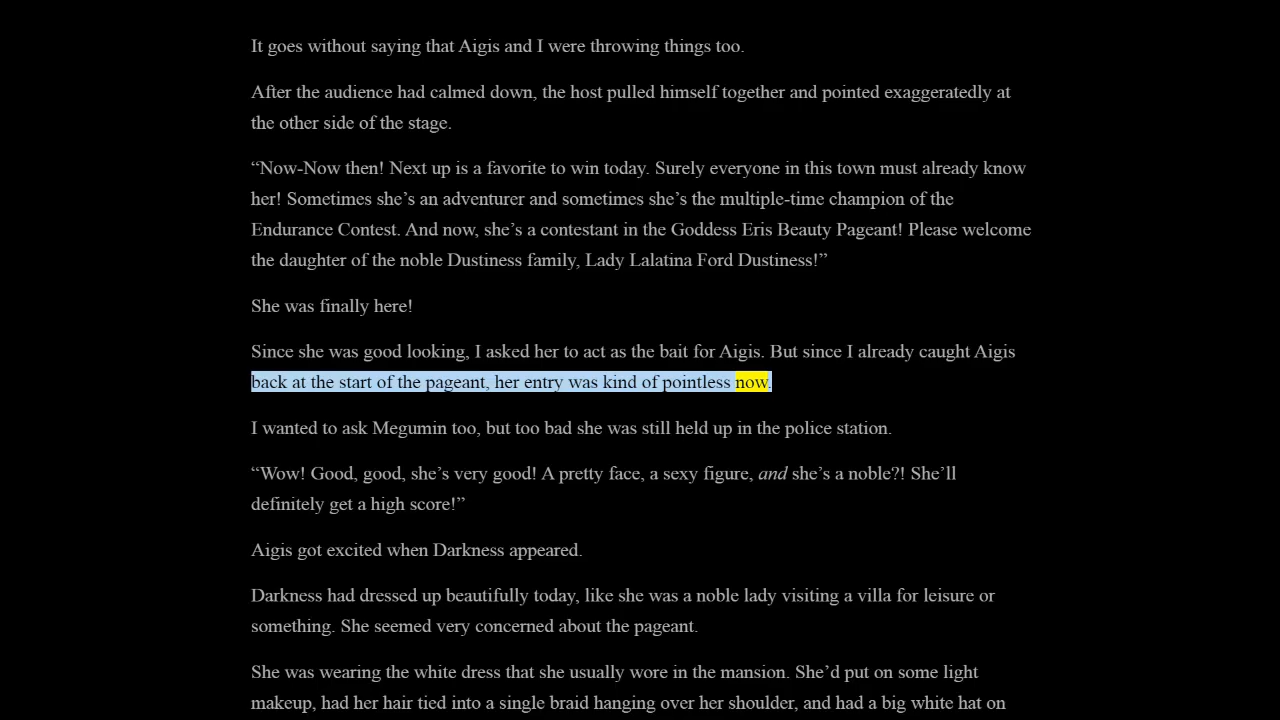 It goes without saying that Aigis and I were throwing things too.
After the audience had calmed down, the host pulled himself together and pointed exaggeratedly at
the other side of the stage.
“Now-Now then! Next up is a favorite to win today. Surely everyone in this town must already know
her! Sometimes she’s an adventurer and sometimes she’s the multiple-time champion of the
Endurance Contest. And now, she’s a contestant in the Goddess Eris Beauty Pageant! Please welcome
the daughter of the noble Dustiness family, Lady Lalatina Ford Dustiness!”
She was finally here!
Since she was good looking, I asked her to act as the bait for Aigis. But since I already caught Aigis
back at the start of the pageant, her entry was kind of pointless now.
I wanted to ask Megumin too, but too bad she was still held up in the police station.
“Wow! Good, good, she’s very good! A pretty face, a sexy figure, and she’s a noble?! She’ll
definitely get a high score!”
Aigis got excited when Darkness appeared.
Darkness had dressed up beautifully today, like she was a noble lady visiting a villa for leisure or
something. She seemed very concerned about the pageant.
She was wearing the white dress that she usually wore in the mansion. She’d put on some light
makeup, had her hair tied into a single braid hanging over her shoulder, and had a big white hat on